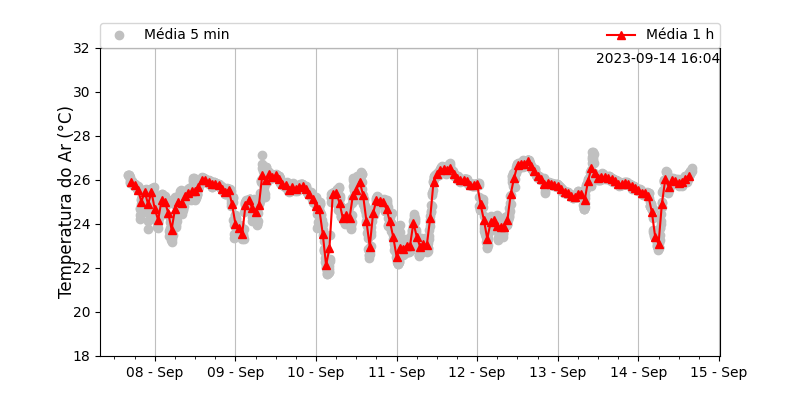 Média 5 min
Média 1 h
2023-09-14 16:04
Temperatura do Ar (°C)
32
30
28
26
24
22
20
18
08 - Sep
09 - Sep
10 - Sep
11 - Sep
12 - Sep
13 - Sep
14 - Sep
15 - Sep